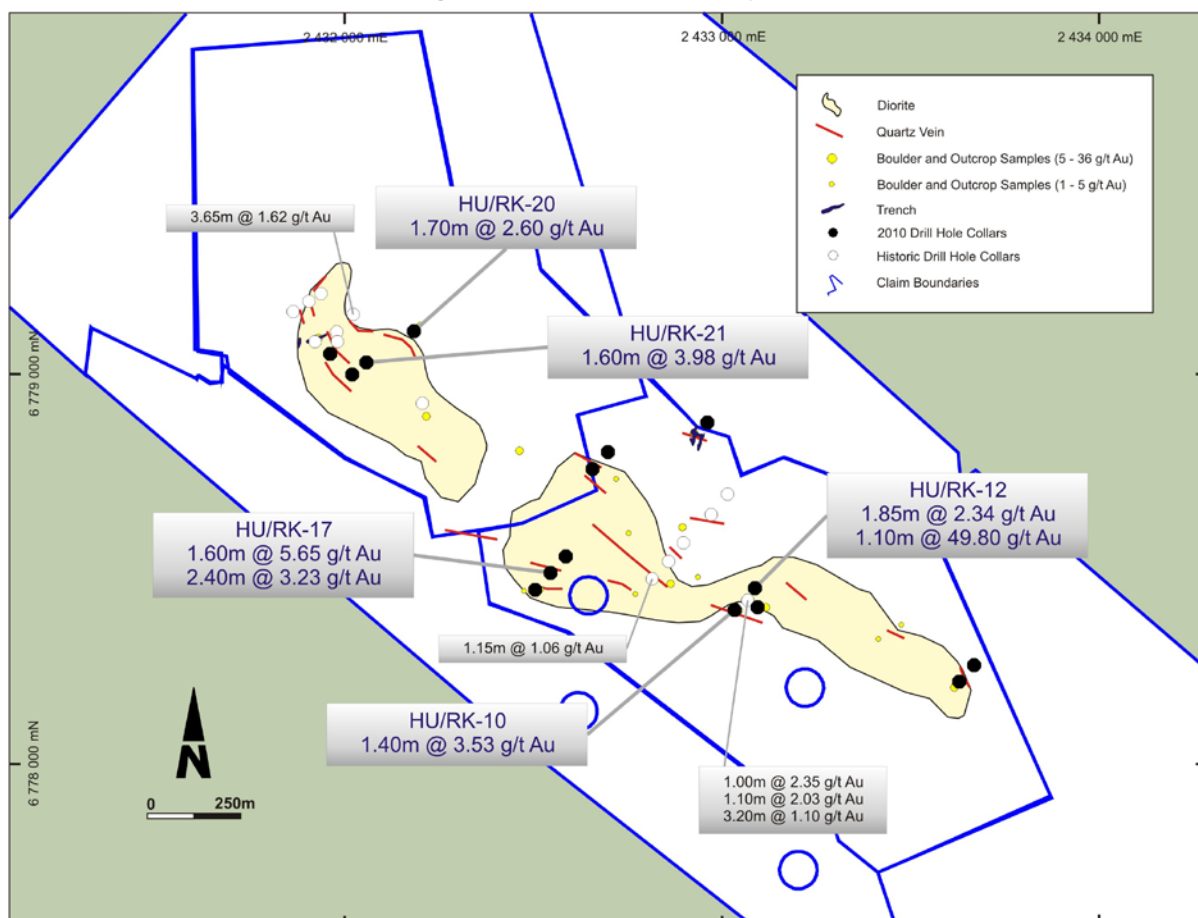 2 432 000 mE
2 433 000 mE
2 434 000 mE
Diorite
Quartz Vein
Boulder and Outcrop Samples (5 - 36 g/t Au)
Boulder and Outcrop Samples (1 - 5 g/t Au)
Trench
2010 Drill Hole Collars
Historic Drill Hole Collars
Claim Boundaries
HU/RK-20
1.70m @ 2.60 g/t Au
3.65m @ 1.62 g/t Au
HU/RK-21
1.60m @ 3.98 g/t Au
6 779 000 mN
HU/RK-12
1.85m @ 2.34 g/t Au
1.10m @ 49.80 g/t Au
HU/RK-17
1.60m @ 5.65 g/t Au
2.40m @ 3.23 g/t Au
1.15m @ 1.06 g/t Au
HU/RK-10
1.40m @ 3.53 g/t Au
6 778 000 mN
N
0 250m
1.00m @ 2.35 g/t Au
1.10m @ 2.03 g/t Au
3.20m @ 1.10 g/t Au